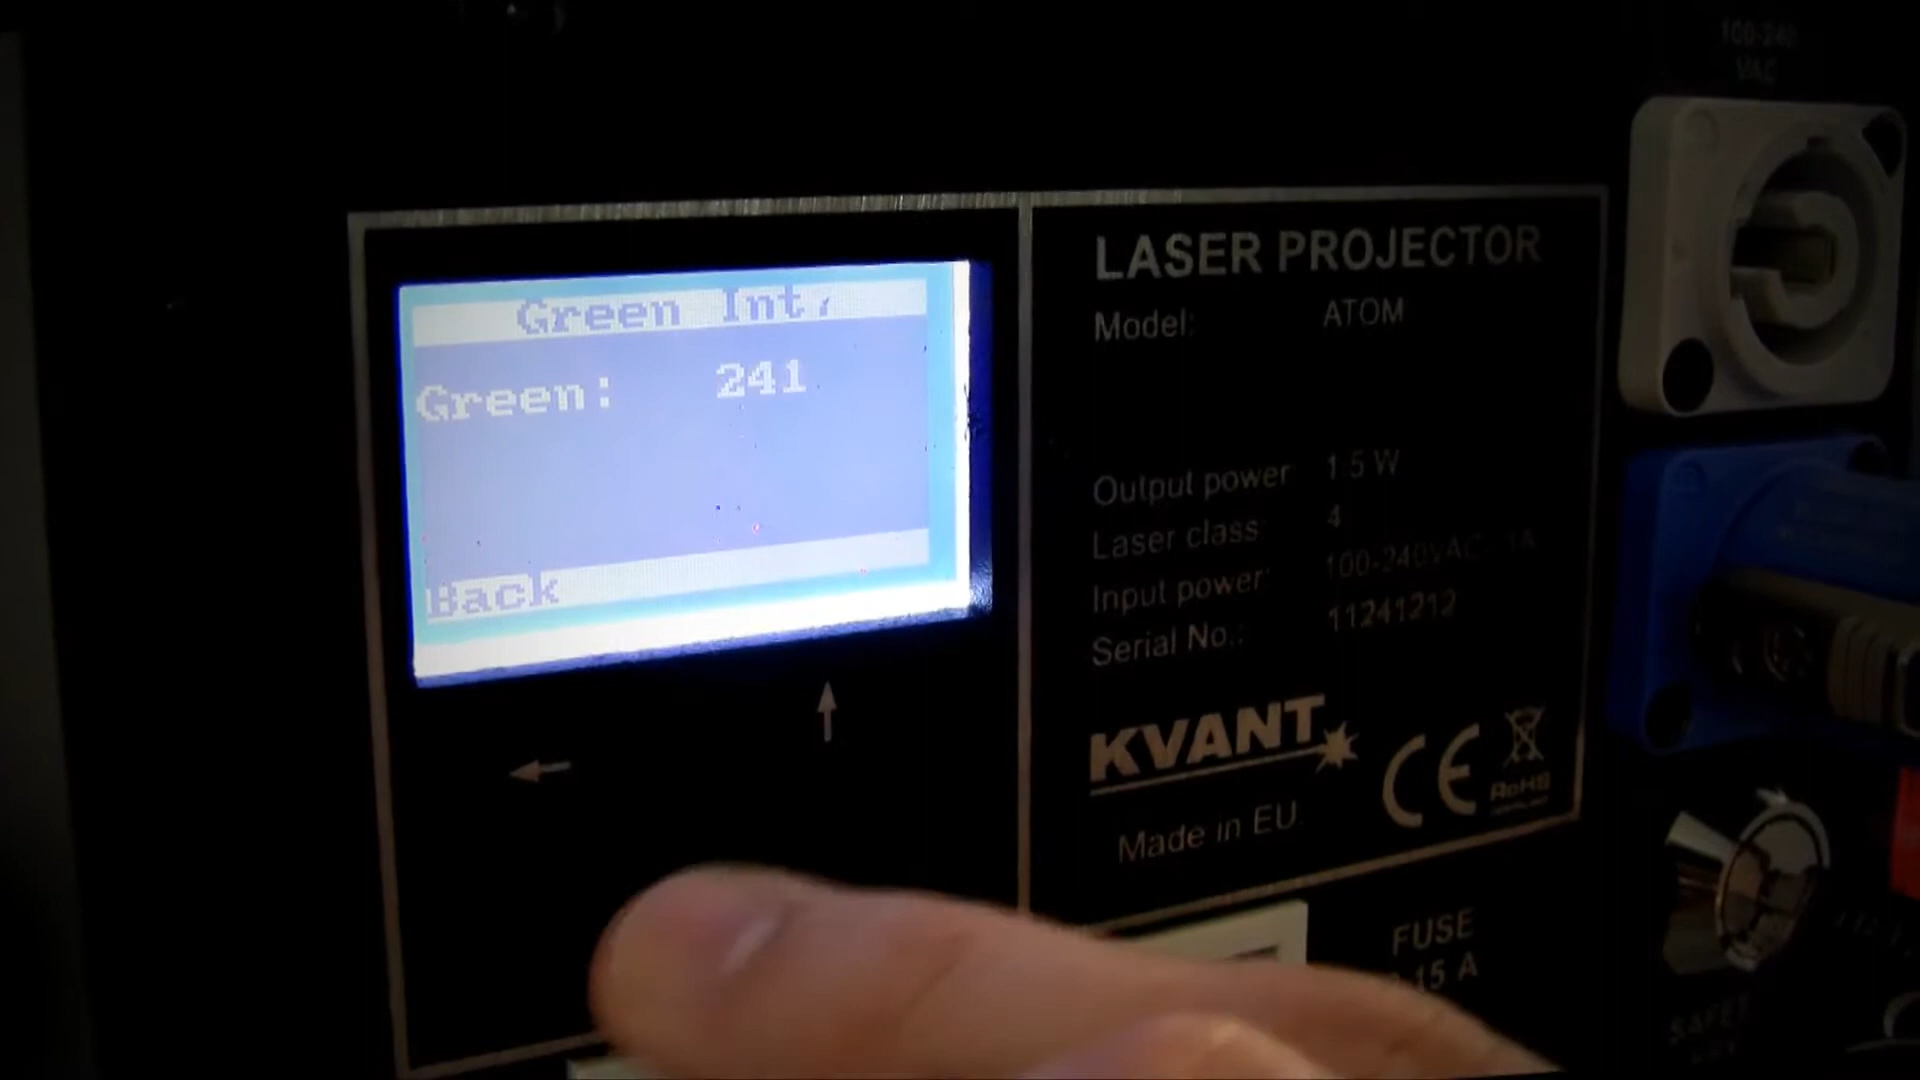 100-240
VAC
Green Int.
Green: 241
Back
LASER PROJECTOR
Model: ATOM
Output power 1.5 W
Laser class: 4
Input power: 100-240VAC 1A
Serial No.: 11241212
KVANT
CE
RoHS
Made in EU.
FUSE
15 A